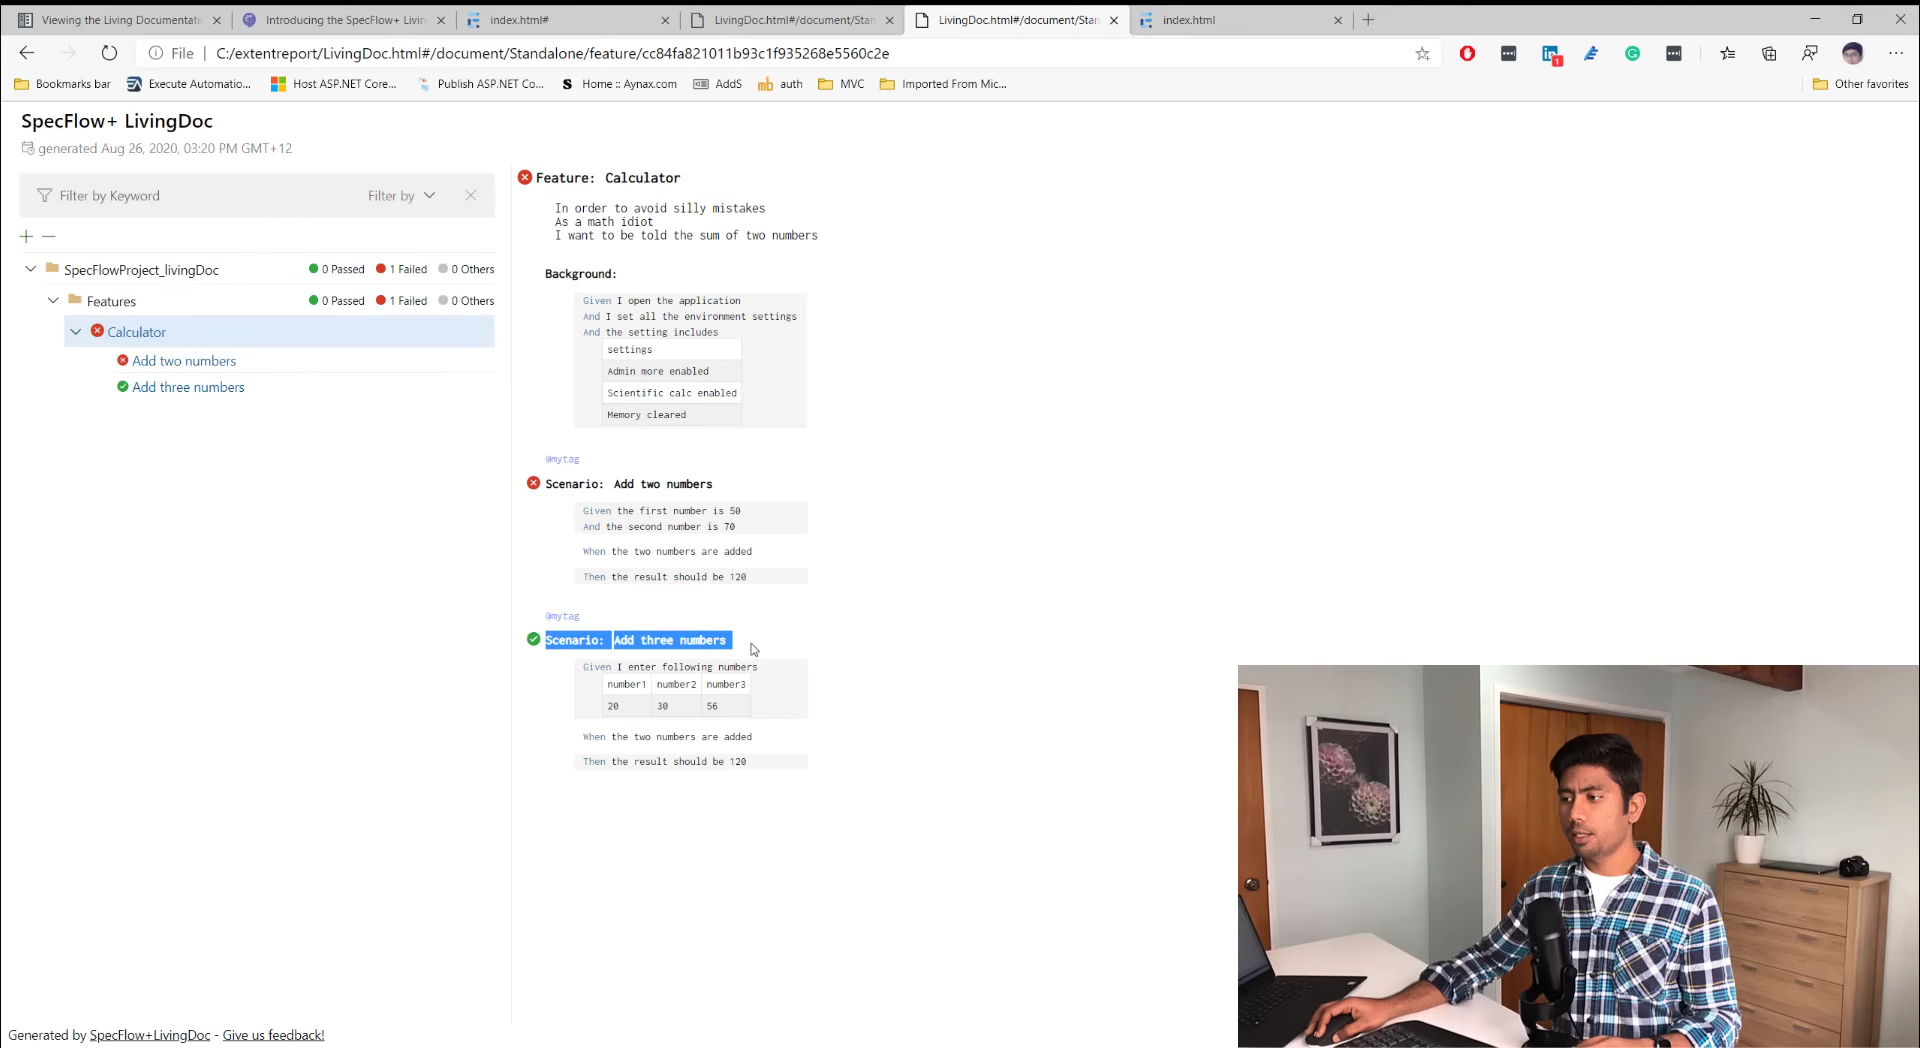 Viewing the Living Documentati
Introducing the SpecFlow+ Livin
index.html#
LivingDoc.html#/document/Stan
LivingDoc.html#/document/Stan
index.html
File
C:/extentreport/LivingDoc.html#/document/Standalone/feature/cc84fa821011b93c1f935268e5560c2e
Bookmarks bar
Execute Automatio...
Host ASP.NET Core...
Publish ASP.NET Co...
Home :: Aynax.com
AddS
auth
MVC
Imported From Mic...
Other favorites
SpecFlow+ LivingDoc
generated Aug 26, 2020, 03:20 PM GMT+12
Filter by Keyword
Filter by
SpecFlowProject_livingDoc 0 Passed 1 Failed 0 Others
Features 0 Passed 1 Failed 0 Others
Calculator
Add two numbers
Add three numbers
Feature: Calculator
In order to avoid silly mistakes
As a math idiot
I want to be told the sum of two numbers
Background:
Given I open the application
And I set all the environment settings
And the setting includes
settings
Admin more enabled
Scientific calc enabled
Memory cleared
@mytag
Scenario: Add two numbers
Given the first number is 50
And the second number is 70
When the two numbers are added
Then the result should be 120
@mytag
Scenario: Add three numbers
Given I enter following numbers
number1 number2 number3
20 30 56
When the two numbers are added
Then the result should be 120
Generated by SpecFlow+LivingDoc - Give us feedback!